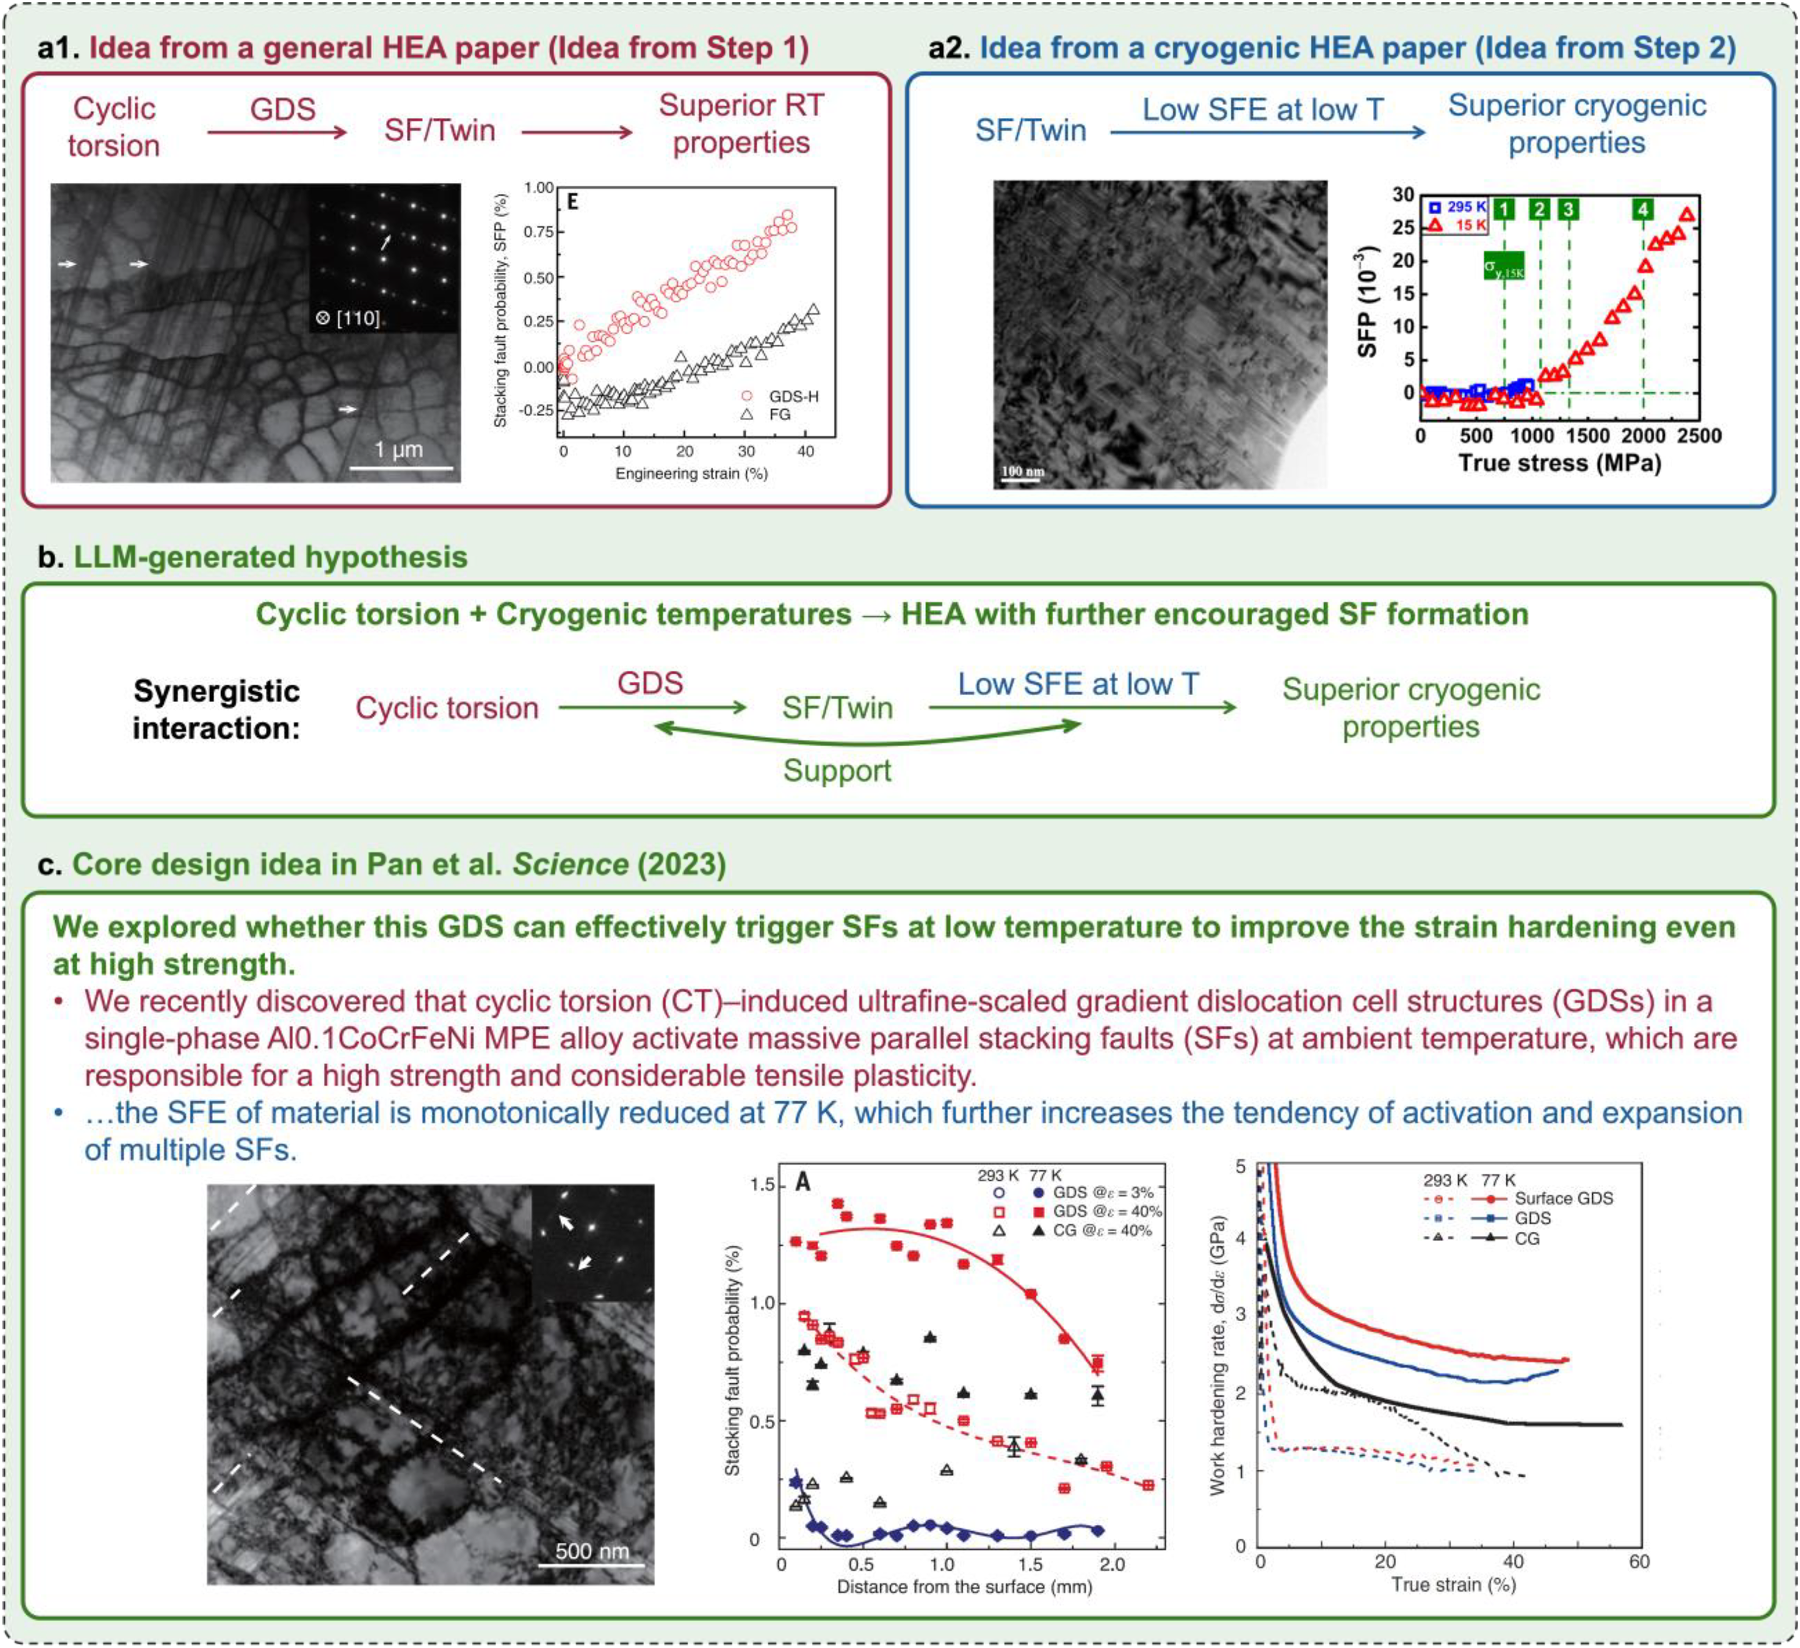 a1. Idea from a general HEA paper (Idea from Step 1)
Cyclic
torsion
GDS
SF/Twin
Superior RT
properties
⊗ [110]
1 μm
Stacking fault probability, SFP (%)
1.00
0.75
0.50
0.25
0.00
-0.25
E
GDS-H
FG
0
10
20
30
40
Engineering strain (%)
a2. Idea from a cryogenic HEA paper (Idea from Step 2)
SF/Twin
Low SFE at low T
Superior cryogenic
properties
100 nm
SFP (10⁻³)
30
25
20
15
10
5
0
295 K
15 K
1
2
3
4
σy,15K
0
500
1000
1500
2000
2500
True stress (MPa)
b. LLM-generated hypothesis
Cyclic torsion + Cryogenic temperatures → HEA with further encouraged SF formation
Synergistic
interaction:
Cyclic torsion
GDS
SF/Twin
Low SFE at low T
Superior cryogenic
properties
Support
c. Core design idea in Pan et al. Science (2023)
We explored whether this GDS can effectively trigger SFs at low temperature to improve the strain hardening even
at high strength.
• We recently discovered that cyclic torsion (CT)–induced ultrafine-scaled gradient dislocation cell structures (GDSs) in a
single-phase Al0.1CoCrFeNi MPE alloy activate massive parallel stacking faults (SFs) at ambient temperature, which are
responsible for a high strength and considerable tensile plasticity.
• …the SFE of material is monotonically reduced at 77 K, which further increases the tendency of activation and expansion
of multiple SFs.
500 nm
Stacking fault probability (%)
1.5
1.0
0.5
0
A
293 K 77 K
GDS @ε = 3%
GDS @ε = 40%
CG @ε = 40%
0
0.5
1.0
1.5
2.0
Distance from the surface (mm)
Work hardening rate, dσ/dε (GPa)
5
4
3
2
1
0
293 K 77 K
Surface GDS
GDS
CG
0
20
40
60
True strain (%)